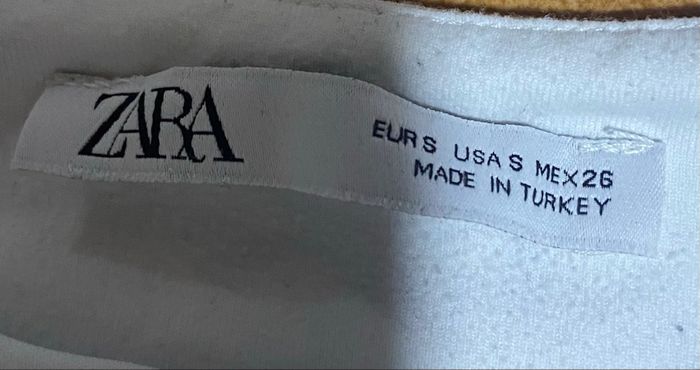 ZARA
EUR S USA S MEX 26
MADE IN TURKEY